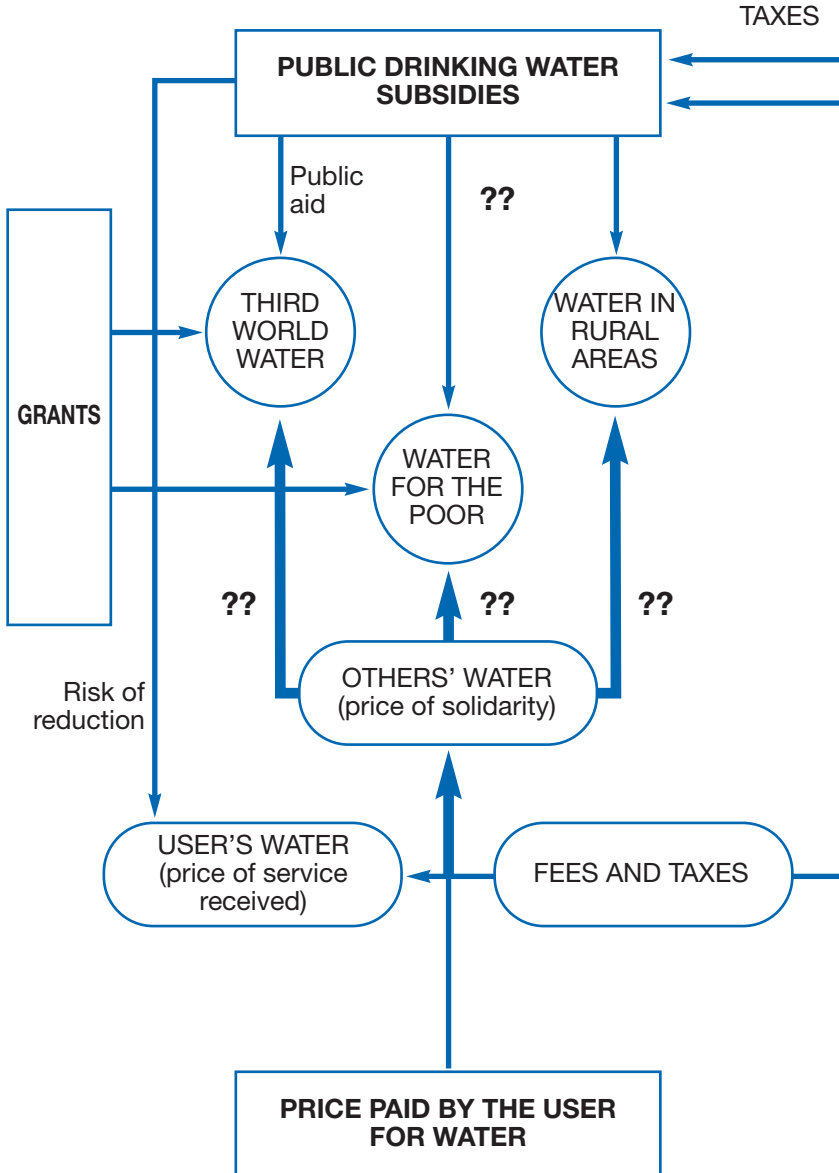 TAXES
PUBLIC DRINKING WATER
SUBSIDIES
Public
aid
??
THIRD
WORLD
WATER
WATER IN
RURAL
AREAS
GRANTS
WATER
FOR THE
POOR
??
??
??
OTHERS’ WATER
(price of solidarity)
Risk of
reduction
USER’S WATER
(price of service
received)
FEES AND TAXES
PRICE PAID BY THE USER
FOR WATER